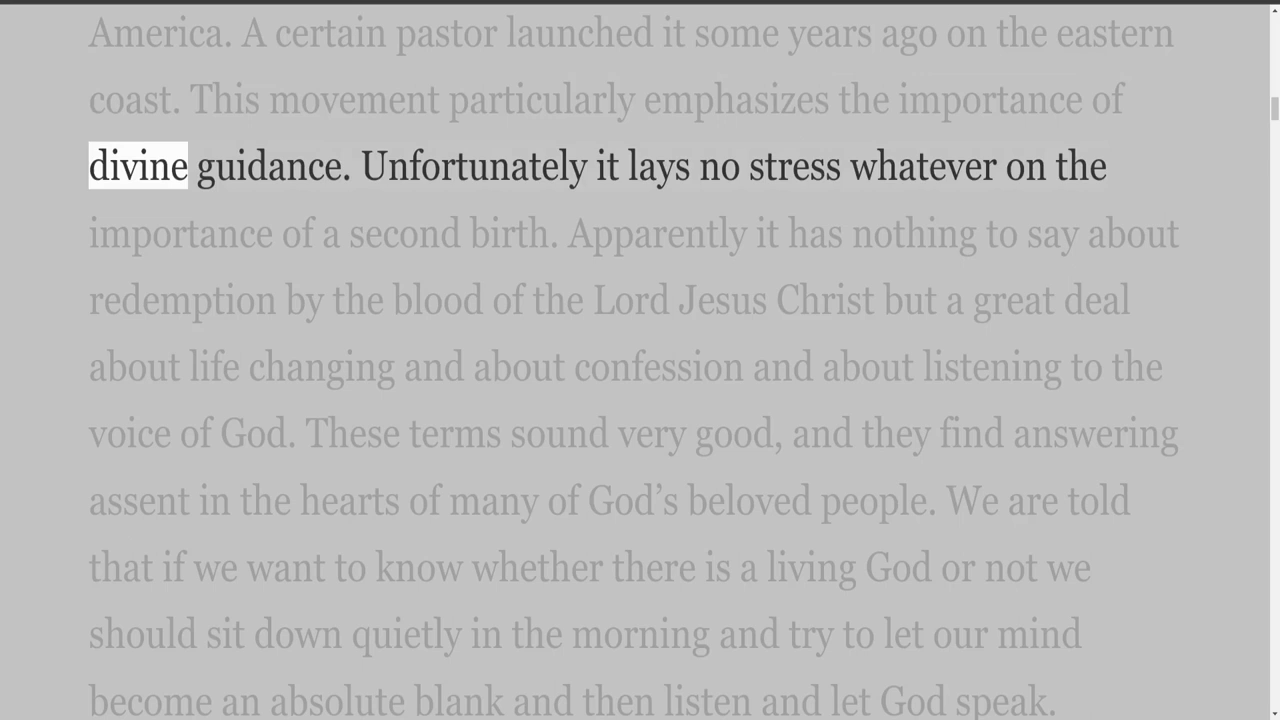 America. A certain pastor launched it some years ago on the eastern
coast. This movement particularly emphasizes the importance of
divine guidance. Unfortunately it lays no stress whatever on the
importance of a second birth. Apparently it has nothing to say about
redemption by the blood of the Lord Jesus Christ but a great deal
about life changing and about confession and about listening to the
voice of God. These terms sound very good, and they find answering
assent in the hearts of many of God’s beloved people. We are told
that if we want to know whether there is a living God or not we
should sit down quietly in the morning and try to let our mind
become an absolute blank and then listen and let God speak.